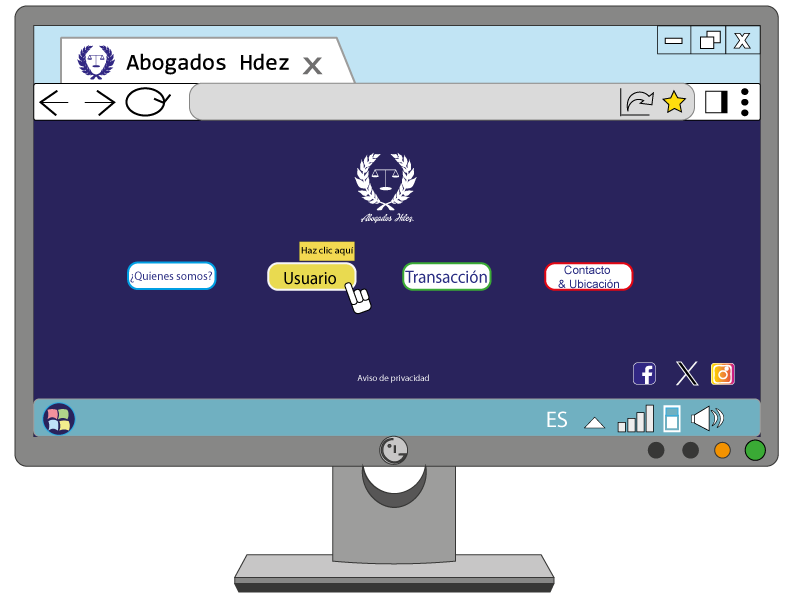 Abogados Hdez X
X
Abogados Hdez.
Haz clic aquí
¿Quienes somos?
Usuario
Transacción
Contacto
& Ubicación
Aviso de privacidad
ES